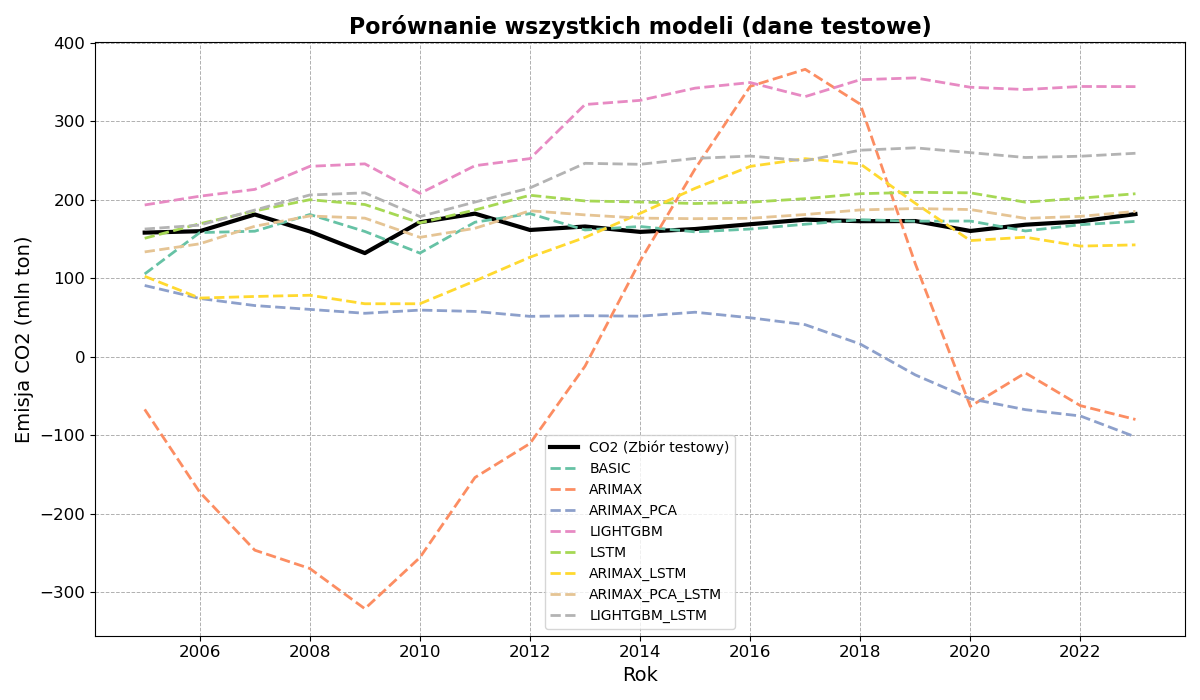 Porównanie wszystkich modeli (dane testowe)
400
300
200
100
0
−100
−200
−300
Emisja CO2 (mln ton)
CO2 (Zbiór testowy)
BASIC
ARIMAX
ARIMAX_PCA
LIGHTGBM
LSTM
ARIMAX_LSTM
ARIMAX_PCA_LSTM
LIGHTGBM_LSTM
2006 2008 2010 2012 2014 2016 2018 2020 2022
Rok